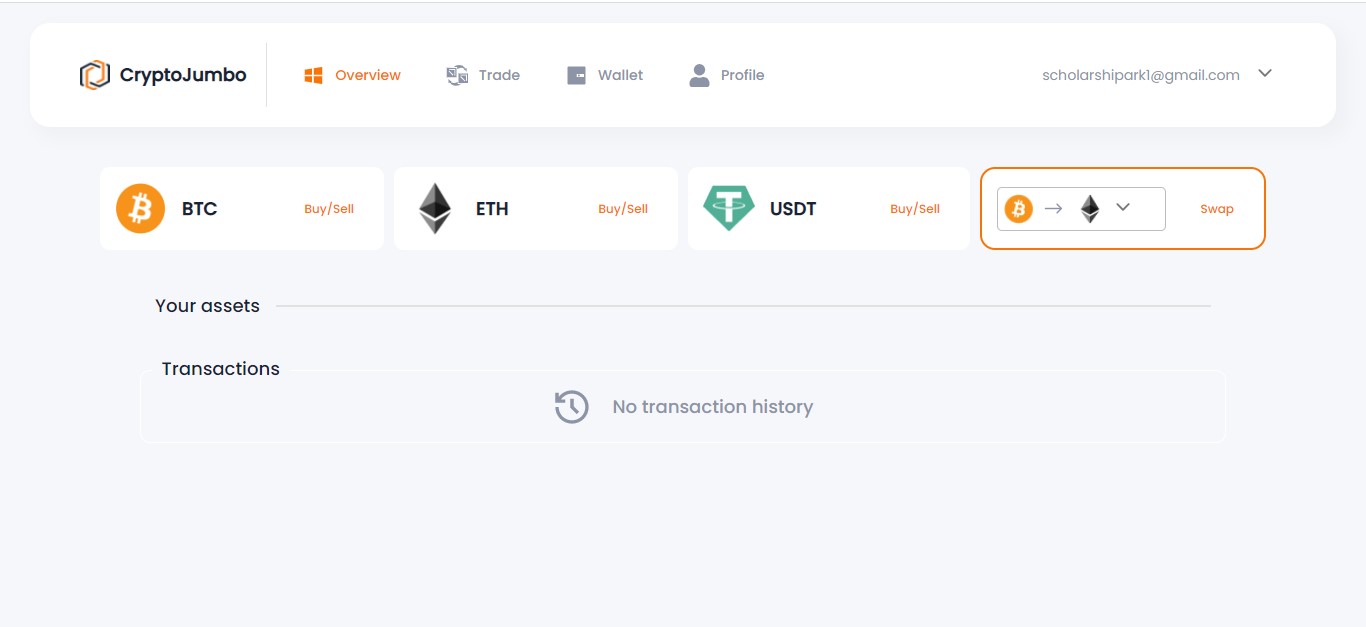 CryptoJumbo Overview Trade Wallet Profile scholarshipark1@gmail.com
BTC Buy/Sell ETH Buy/Sell USDT Buy/Sell Swap
Your assets
Transactions
No transaction history